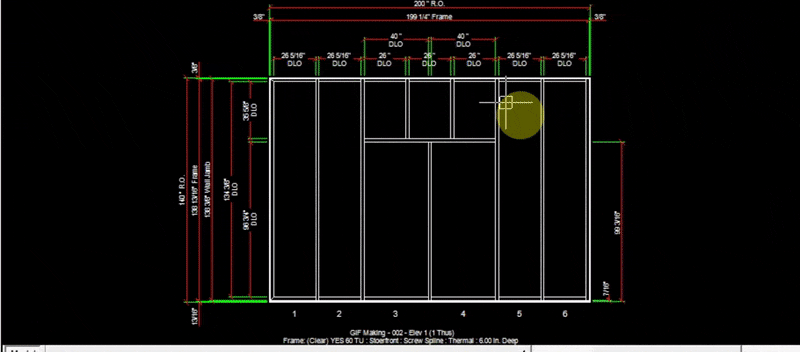 200 " R.O.
3/8"
199 1/4" Frame
3/8"
40 "
DLO
40 "
DLO
26 5/16"
DLO
26 5/16"
DLO
26 "
DLO
26 "
DLO
26 "
DLO
26 5/16"
DLO
26 5/16"
DLO
3/8"
35 5/8"
DLO
140 " R.O.
138 13/16" Frame
138 3/8" Wall Jamb
134 3/8"
DLO
96 3/4"
DLO
99 3/16"
7/16"
13/16"
1 2 3 4 5 6
GIF Making - 002 - Elev 1 (1 Thus)
Frame: (Clear) YES 60 TU : Storefront : Screw Spline : Thermal : 6.00 In. Deep